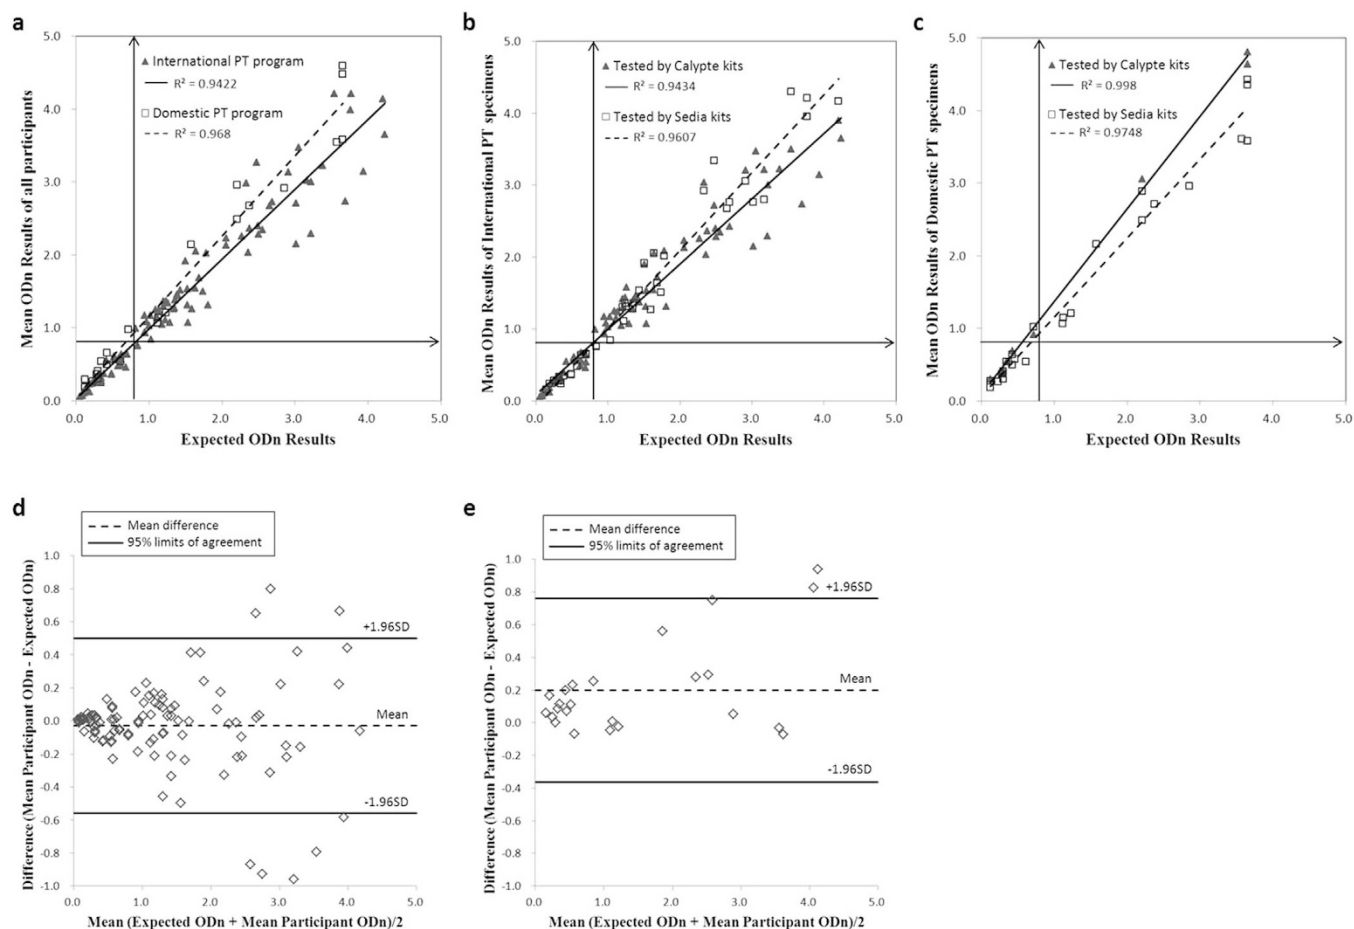 a
5.0
4.0
3.0
2.0
1.0
0.0
Mean ODn Results of all participants
International PT program
R² = 0.9422
Domestic PT program
R² = 0.968
1.0
2.0
3.0
4.0
5.0
Expected ODn Results
b
5.0
4.0
3.0
2.0
1.0
0.0
Mean ODn Results of International PT specimens
Tested by Calypte kits
R² = 0.9434
Tested by Sedia kits
R² = 0.9607
0.0
1.0
2.0
3.0
4.0
5.0
Expected ODn Results
c
5.0
4.0
3.0
2.0
1.0
0.0
Mean ODn Results of Domestic PT specimens
Tested by Calypte kits
R² = 0.998
Tested by Sedia kits
R² = 0.9748
0.0
1.0
2.0
3.0
4.0
5.0
Expected ODn Results
d
Mean difference
95% limits of agreement
1.0
0.8
0.6
0.4
0.2
0.0
-0.2
-0.4
-0.6
-0.8
-1.0
Difference (Mean Participant ODn - Expected ODn)
+1.96SD
Mean
-1.96SD
0.0
1.0
2.0
3.0
4.0
5.0
Mean (Expected ODn + Mean Participant ODn)/2
e
Mean difference
95% limits of agreement
1.0
0.8
0.6
0.4
0.2
0.0
-0.2
-0.4
-0.6
-0.8
-1.0
Difference (Mean Participant ODn - Expected ODn)
+1.96SD
Mean
-1.96SD
0.0
1.0
2.0
3.0
4.0
5.0
Mean (Expected ODn + Mean Participant ODn)/2